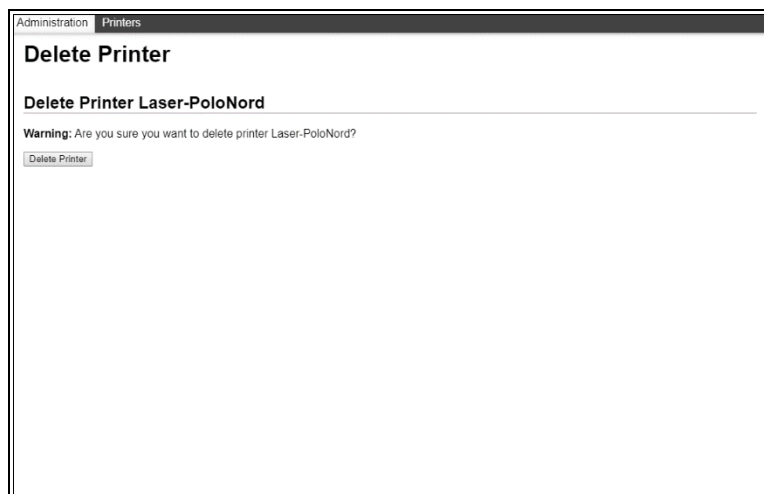 Administration Printers
Delete Printer
Delete Printer Laser-PoloNord
Warning: Are you sure you want to delete printer Laser-PoloNord?
Delete Printer